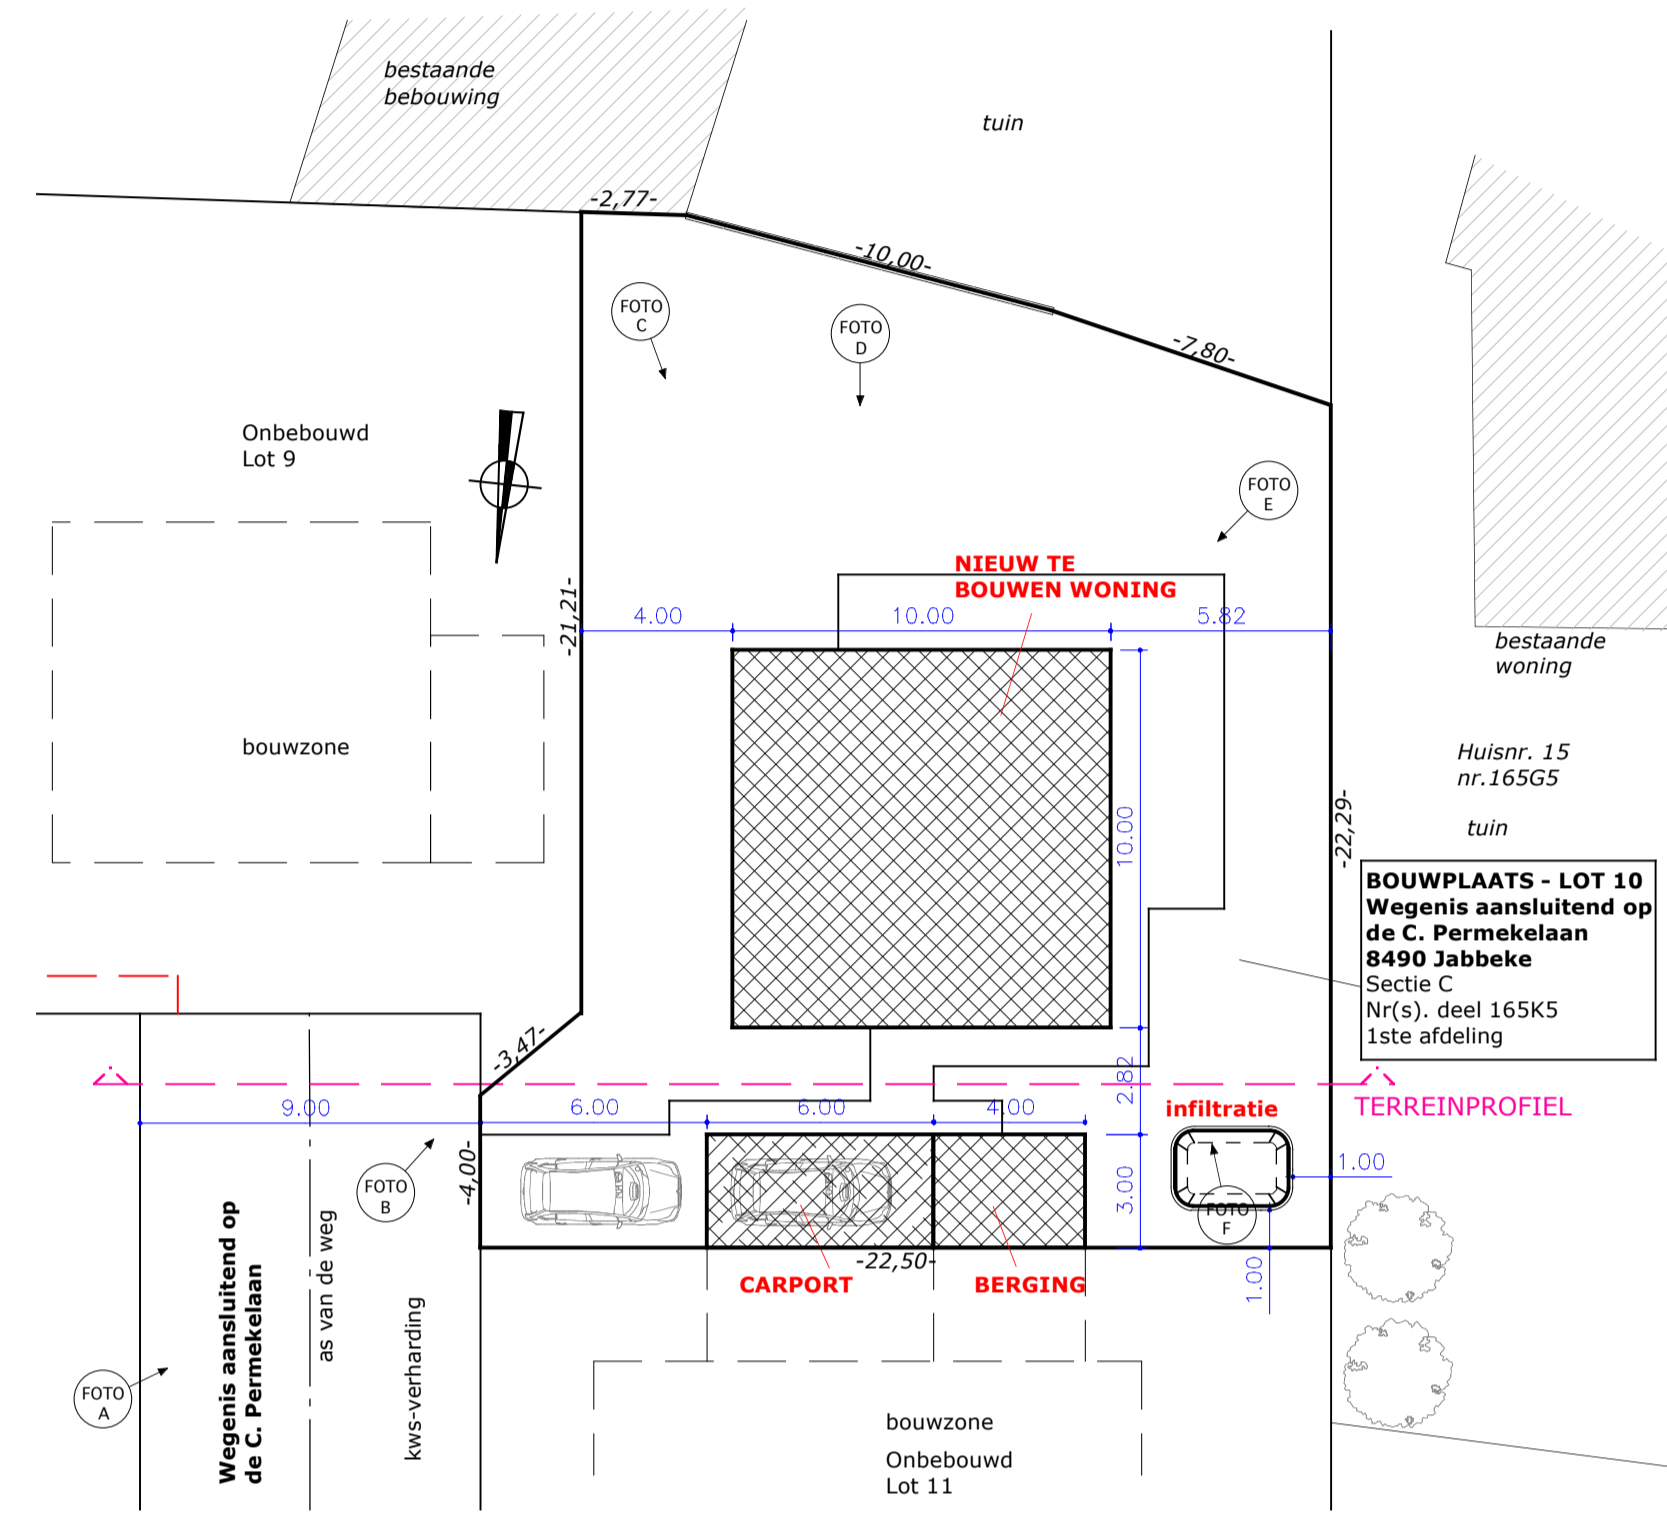 bestaande
bebouwing
tuin
-2,77-
-10,00-
-7,80-
FOTO
C
FOTO
D
FOTO
E
Onbebouwd
Lot 9
NIEUW TE
BOUWEN WONING
-21,21-
4.00
10.00
5.82
bestaande
woning
bouwzone
Huisnr. 15
nr.165G5
tuin
10.00
-22,29-
BOUWPLAATS - LOT 10
Wegenis aansluitend op
de C. Permekelaan
8490 Jabbeke
Sectie C
Nr(s). deel 165K5
1ste afdeling
-3,47-
2.82
9.00
6.00
6.00
4.00
infiltratie
TERREINPROFIEL
-4,00-
FOTO
B
3.00
1.00
FOTO
F
-22,50-
CARPORT
BERGING
1.00
Wegenis aansluitend op
de C. Permekelaan
as van de weg
kws-verharding
FOTO
A
bouwzone
Onbebouwd
Lot 11